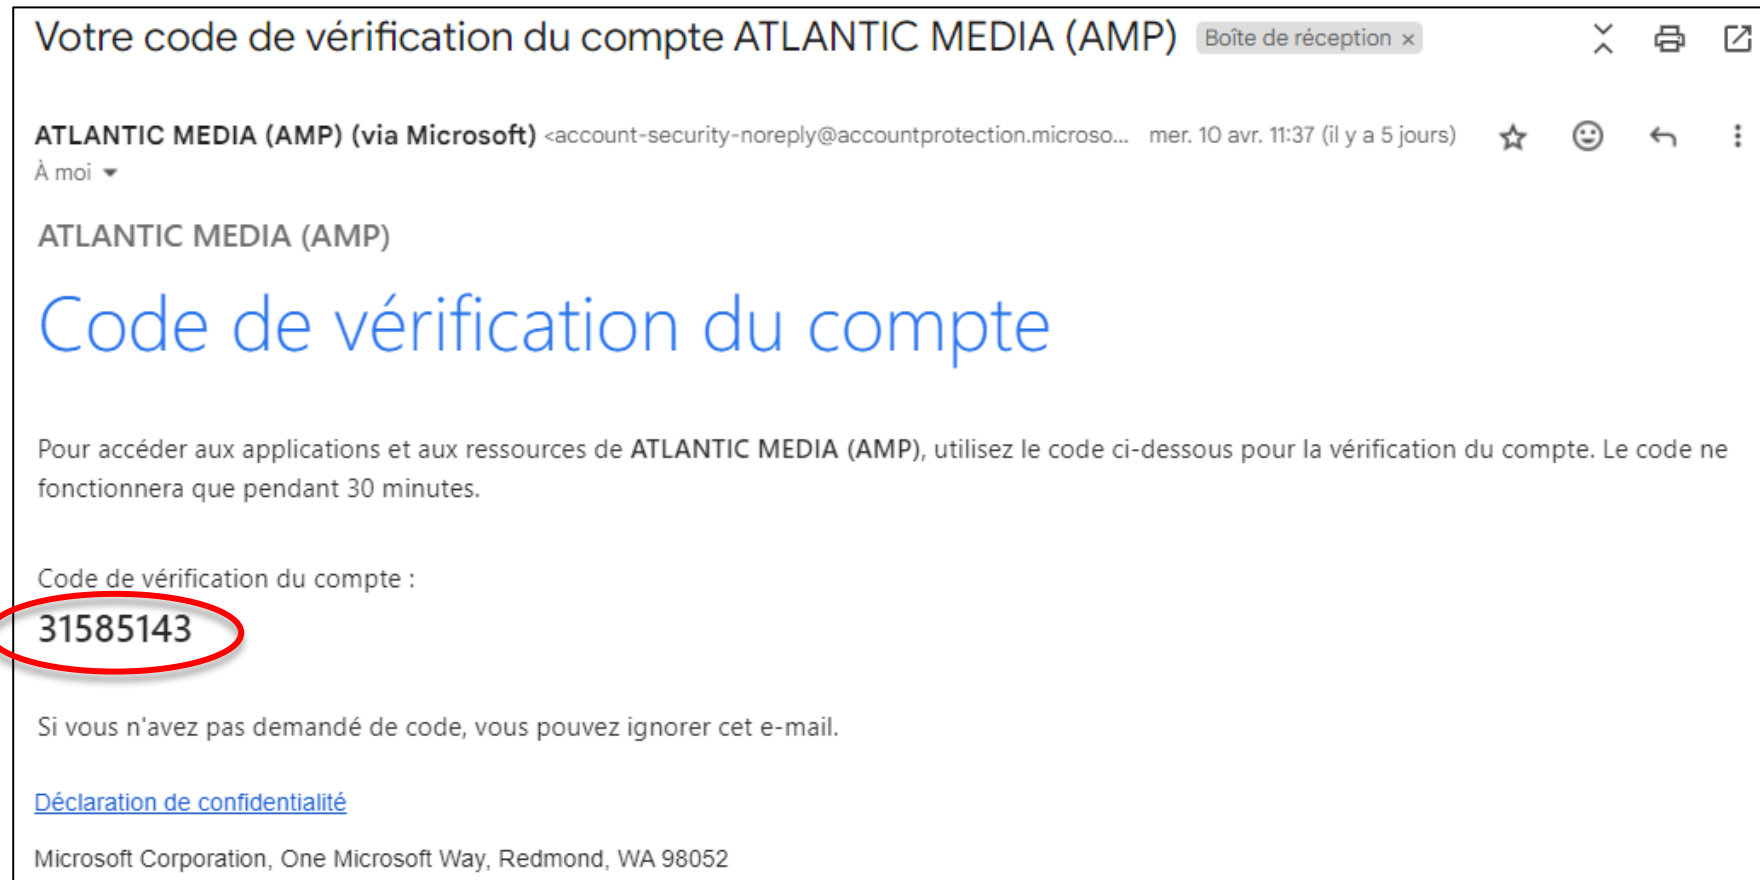 Votre code de vérification du compte ATLANTIC MEDIA (AMP) Boîte de réception ×
ATLANTIC MEDIA (AMP) (via Microsoft) <account-security-noreply@accountprotection.microso... mer. 10 avr. 11:37 (il y a 5 jours)
À moi
ATLANTIC MEDIA (AMP)
Code de vérification du compte
Pour accéder aux applications et aux ressources de ATLANTIC MEDIA (AMP), utilisez le code ci-dessous pour la vérification du compte. Le code ne
fonctionnera que pendant 30 minutes.
Code de vérification du compte :
31585143
Si vous n'avez pas demandé de code, vous pouvez ignorer cet e-mail.
Déclaration de confidentialité
Microsoft Corporation, One Microsoft Way, Redmond, WA 98052